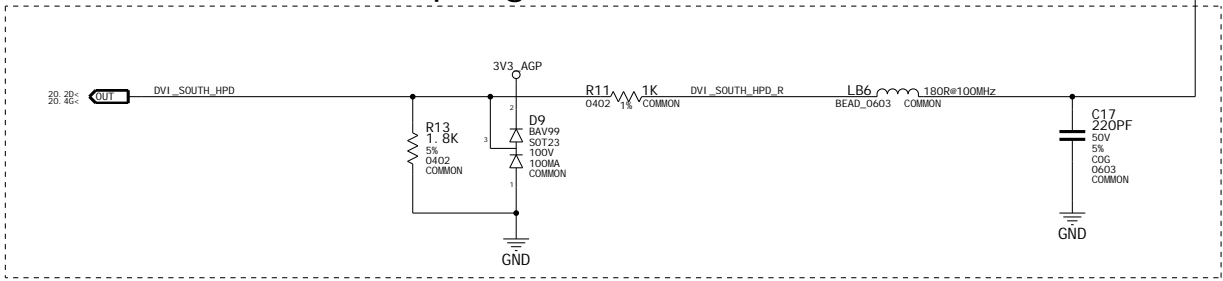 3V3_AGP
20.2D<
20.4G<
OUT
DVI_SOUTH_HPD
R11
1K
0402
1%
COMMON
DVI_SOUTH_HPD_R
LB6
180R@100MHz
BEAD_0603
COMMON
2
R13
1.8K
5%
0402
COMMON
3
D9
BAV99
SOT23
100V
100MA
COMMON
1
C17
220PF
50V
5%
COG
0603
COMMON
GND
GND